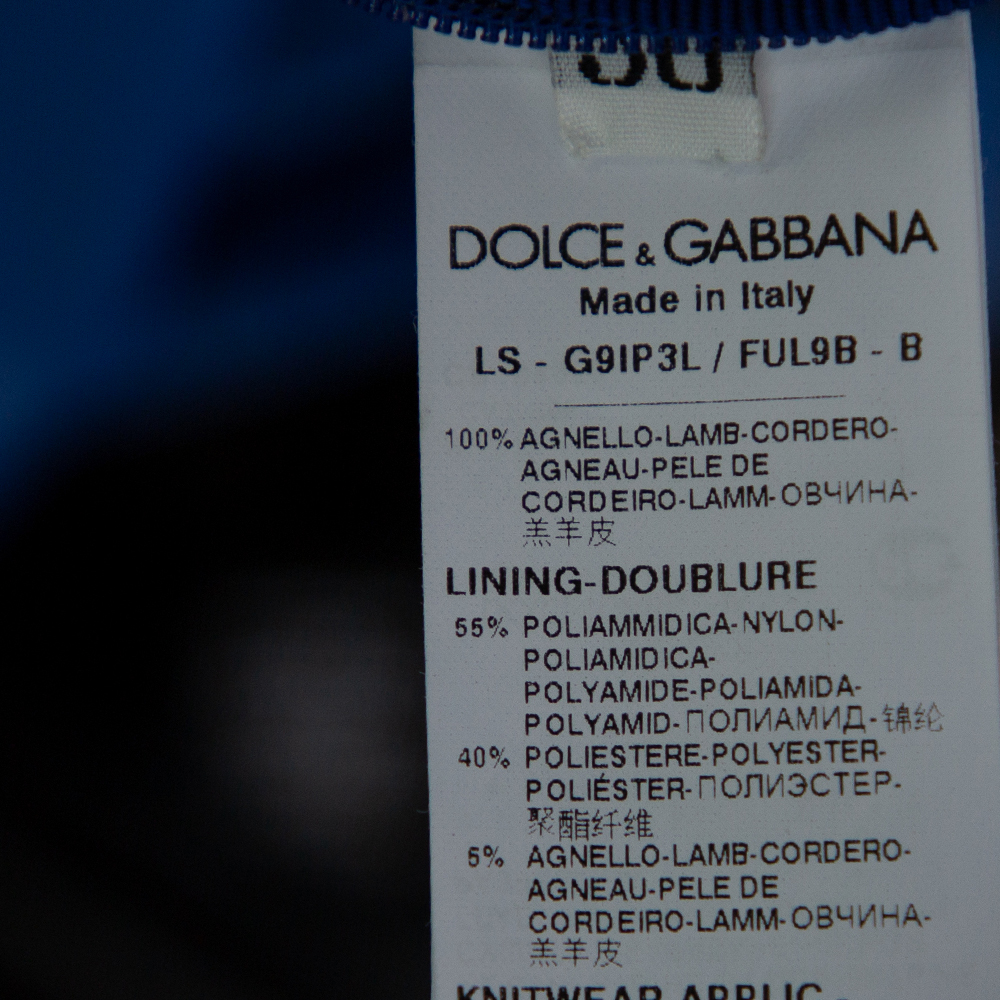 DOLCE & GABBANA
Made in Italy
LS - G9IP3L / FUL9B - B
100% AGNELLO-LAMB-CORDERO-
AGNEAU-PELE DE
CORDEIRO-LAMM-ОВЧИНА-
羔羊皮
LINING-DOUBLURE
55% POLIAMMIDICA-NYLON-
POLIAMIDICA-
POLYAMIDE-POLIAMIDA-
POLYAMID-ПОЛИАМИД-锦纶
40% POLIESTERE-POLYESTER-
POLIÉSTER-ПОЛИЭСТЕР-
聚酯纤维
5% AGNELLO-LAMB-CORDERO-
AGNEAU-PELE DE
CORDEIRO-LAMM-ОВЧИНА-
羔羊皮
KNITWEAR APPLIC